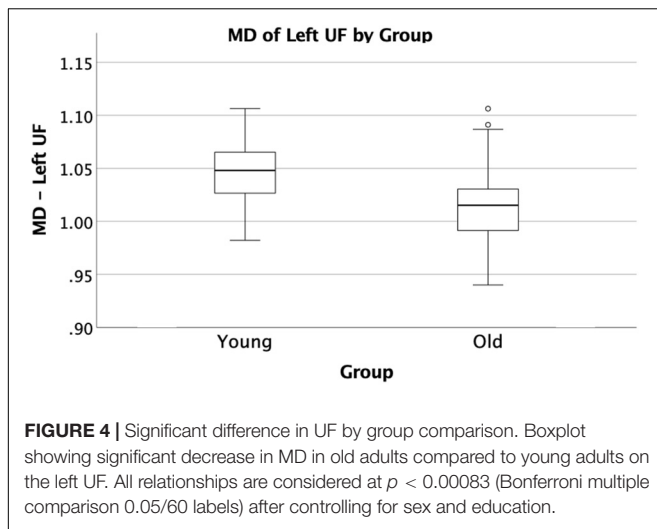 MD of Left UF by Group
MD – Left UF
1.15
1.10
1.05
1.00
.95
.90
Young
Old
Group
FIGURE 4 | Significant difference in UF by group comparison. Boxplot
showing significant decrease in MD in old adults compared to young adults on
the left UF. All relationships are considered at p < 0.00083 (Bonferroni multiple
comparison 0.05/60 labels) after controlling for sex and education.